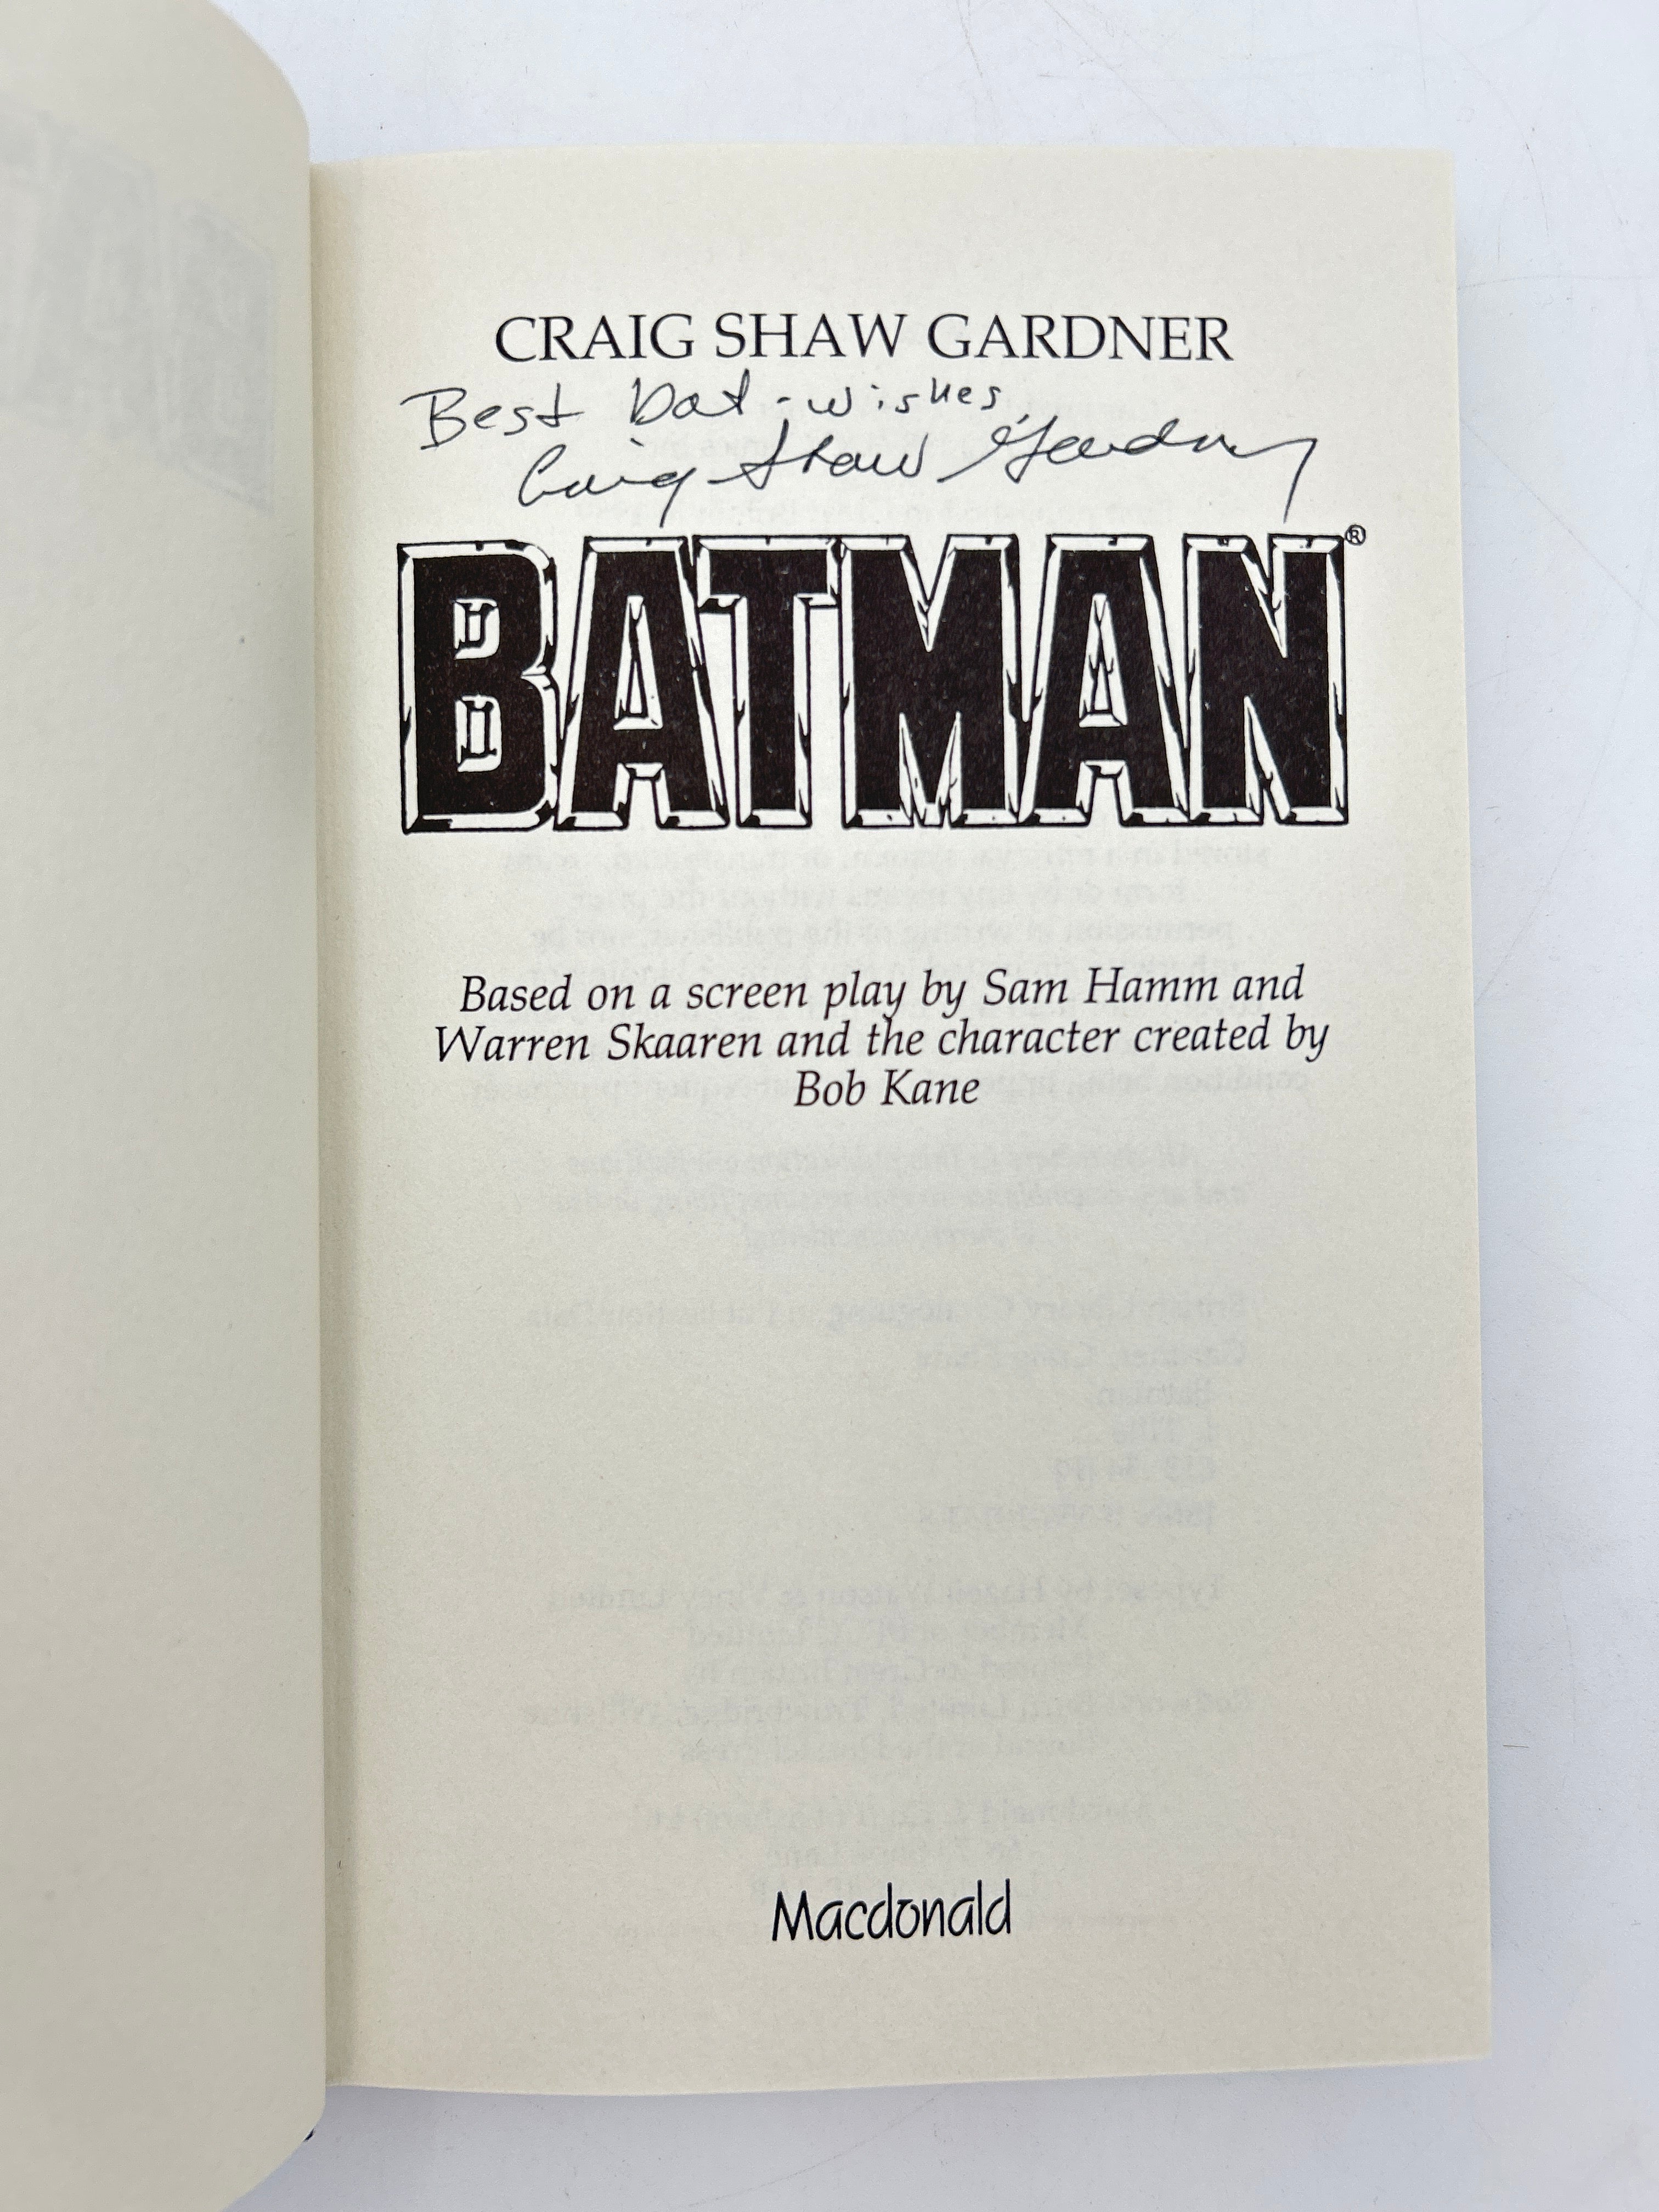 CRAIG SHAW GARDNER
Best bat-wishes,
Craig Shaw Gardner
BATMAN®
Based on a screen play by Sam Hamm and
Warren Skaaren and the character created by
Bob Kane
Macdonald